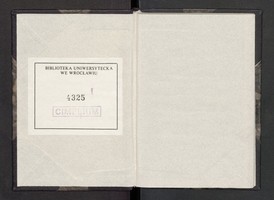 BIBLIOTEKA UNIWERSYTECKA
WE WROCŁAWIU
4325